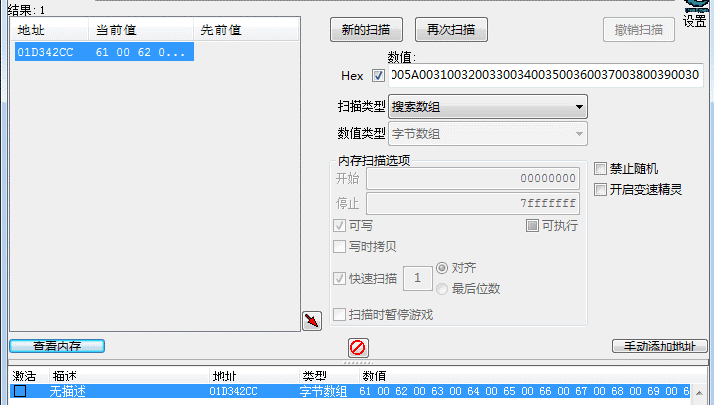 结果: 1
设置
地址 当前值 先前值
01D342CC 61 00 62 0...
新的扫描 再次扫描 撤销扫描
数值:
Hex 005A0031003200330034003500360037003800390030
扫描类型 搜索数组
数值类型 字节数组
内存扫描选项
开始 00000000
停止 7fffffff
可写 可执行
写时拷贝
快速扫描 1 对齐
最后位数
扫描时暂停游戏
禁止随机
开启变速精灵
查看内存 手动添加地址
激活 描述 地址 类型 数值
无描述 01D342CC 字节数组 61 00 62 00 63 00 64 00 65 00 66 00 67 00 68 00 69 00 6